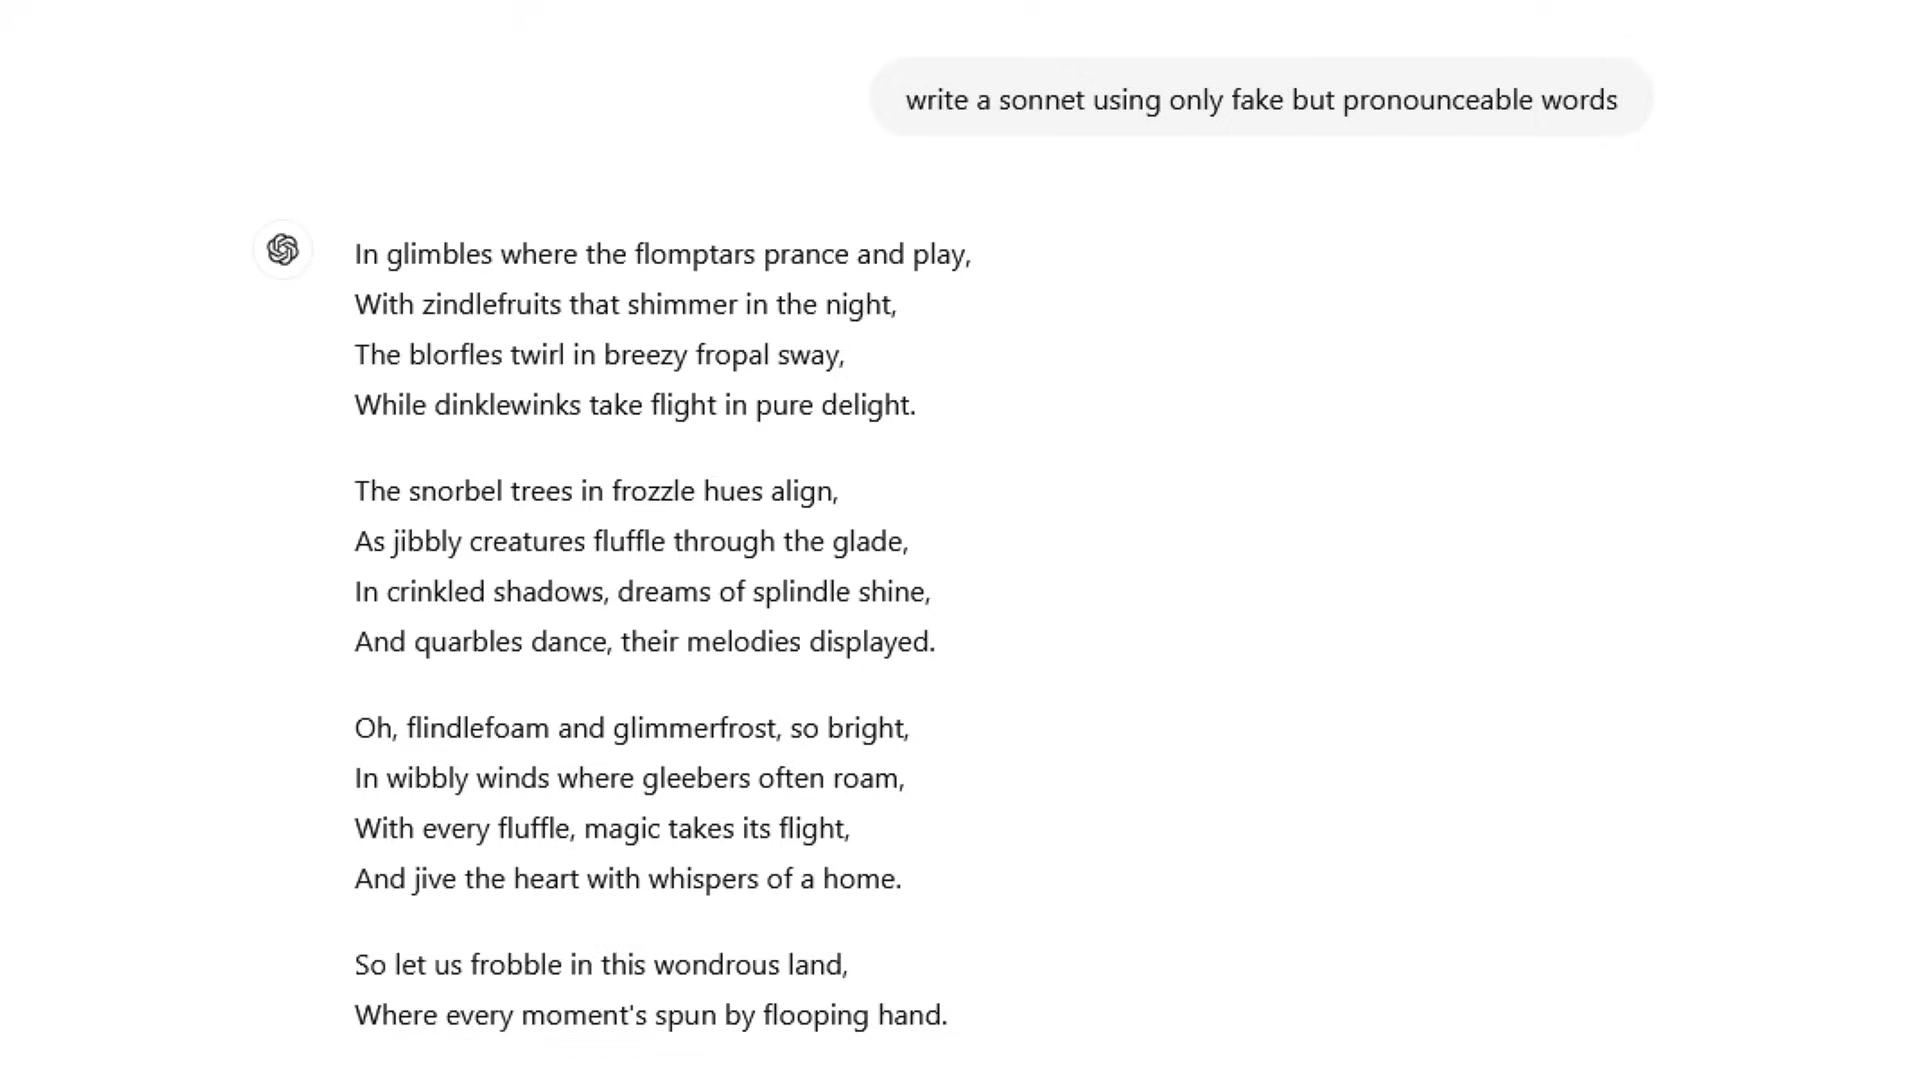 write a sonnet using only fake but pronounceable words
In glimbles where the flomptars prance and play,
With zindlefruits that shimmer in the night,
The blorfles twirl in breezy fropal sway,
While dinklewinks take flight in pure delight.
The snorbel trees in frozzle hues align,
As jibbly creatures fluffle through the glade,
In crinkled shadows, dreams of splindle shine,
And quarbles dance, their melodies displayed.
Oh, flindlefoam and glimmerfrost, so bright,
In wibbly winds where gleebers often roam,
With every fluffle, magic takes its flight,
And jive the heart with whispers of a home.
So let us frobble in this wondrous land,
Where every moment's spun by flooping hand.